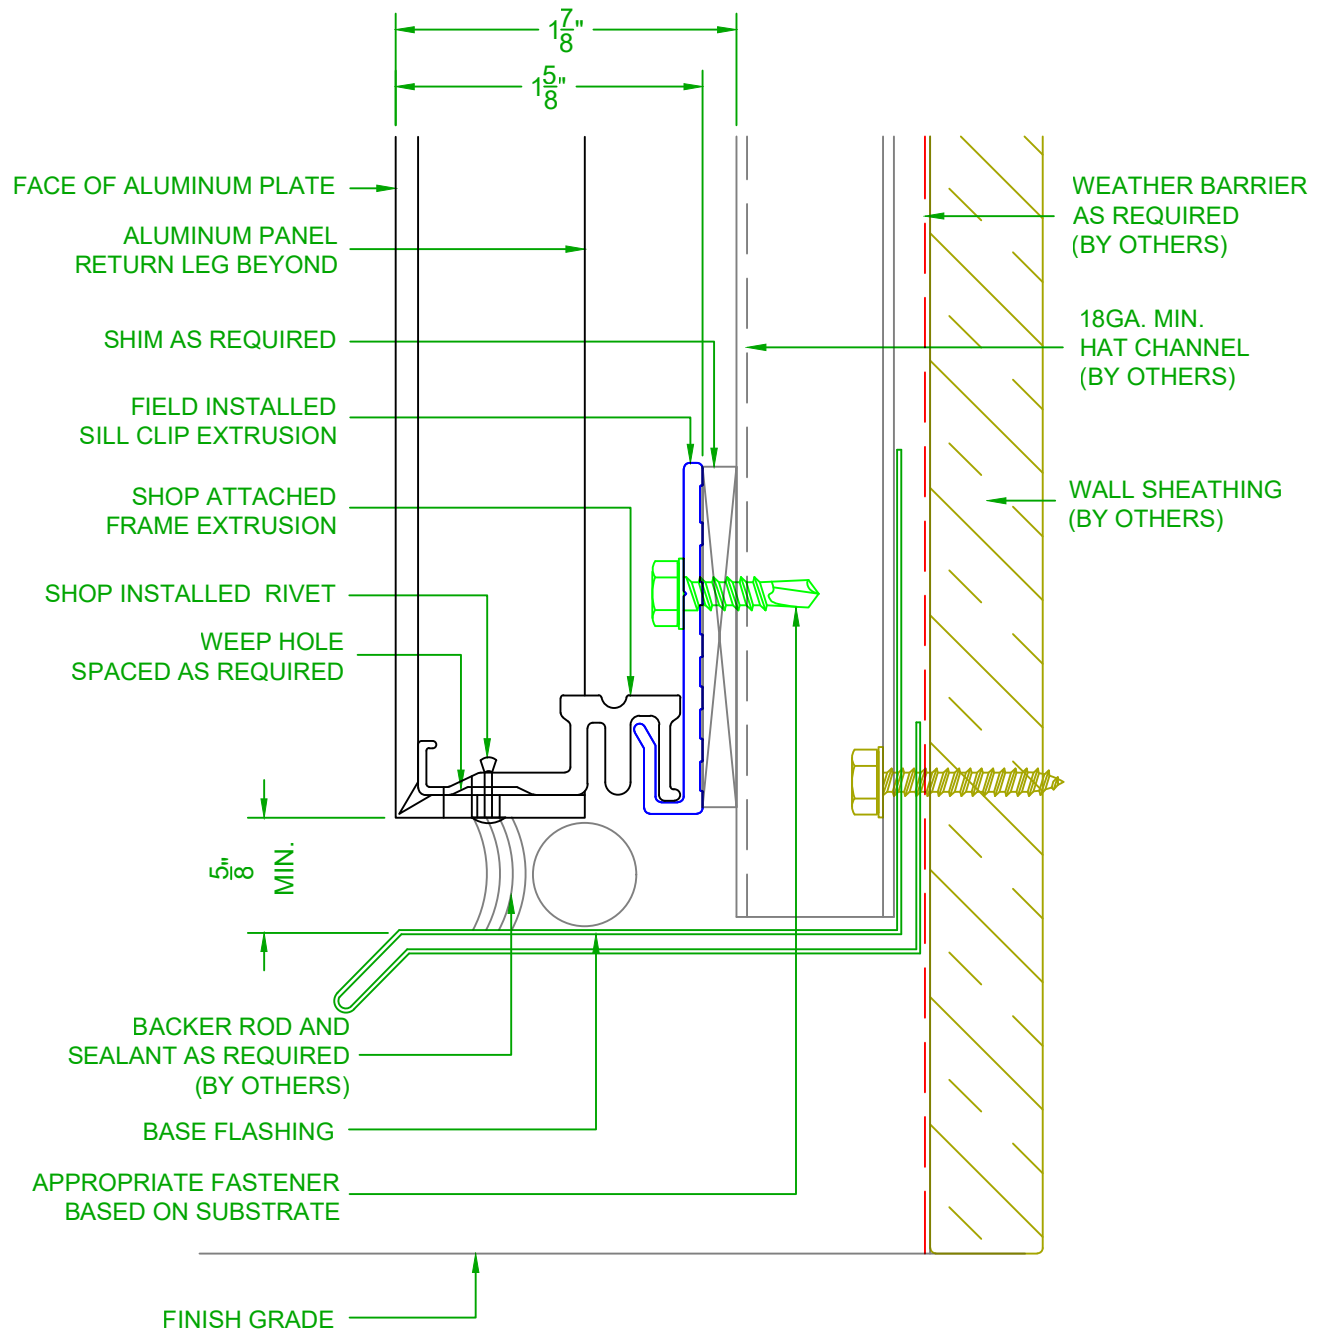 1 7/8"
1 5/8"
FACE OF ALUMINUM PLATE
ALUMINUM PANEL
RETURN LEG BEYOND
SHIM AS REQUIRED
FIELD INSTALLED
SILL CLIP EXTRUSION
SHOP ATTACHED
FRAME EXTRUSION
SHOP INSTALLED RIVET
WEEP HOLE
SPACED AS REQUIRED
5/8"
MIN.
BACKER ROD AND
SEALANT AS REQUIRED
(BY OTHERS)
BASE FLASHING
APPROPRIATE FASTENER
BASED ON SUBSTRATE
FINISH GRADE
WEATHER BARRIER
AS REQUIRED
(BY OTHERS)
18GA. MIN.
HAT CHANNEL
(BY OTHERS)
WALL SHEATHING
(BY OTHERS)